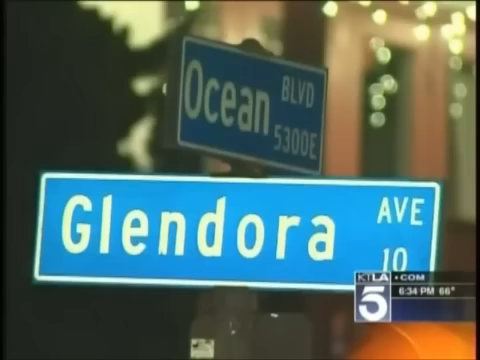 Ocean BLVD
5300E
Glendora AVE
10
KTLA .COM
5 6:34 PM 66°